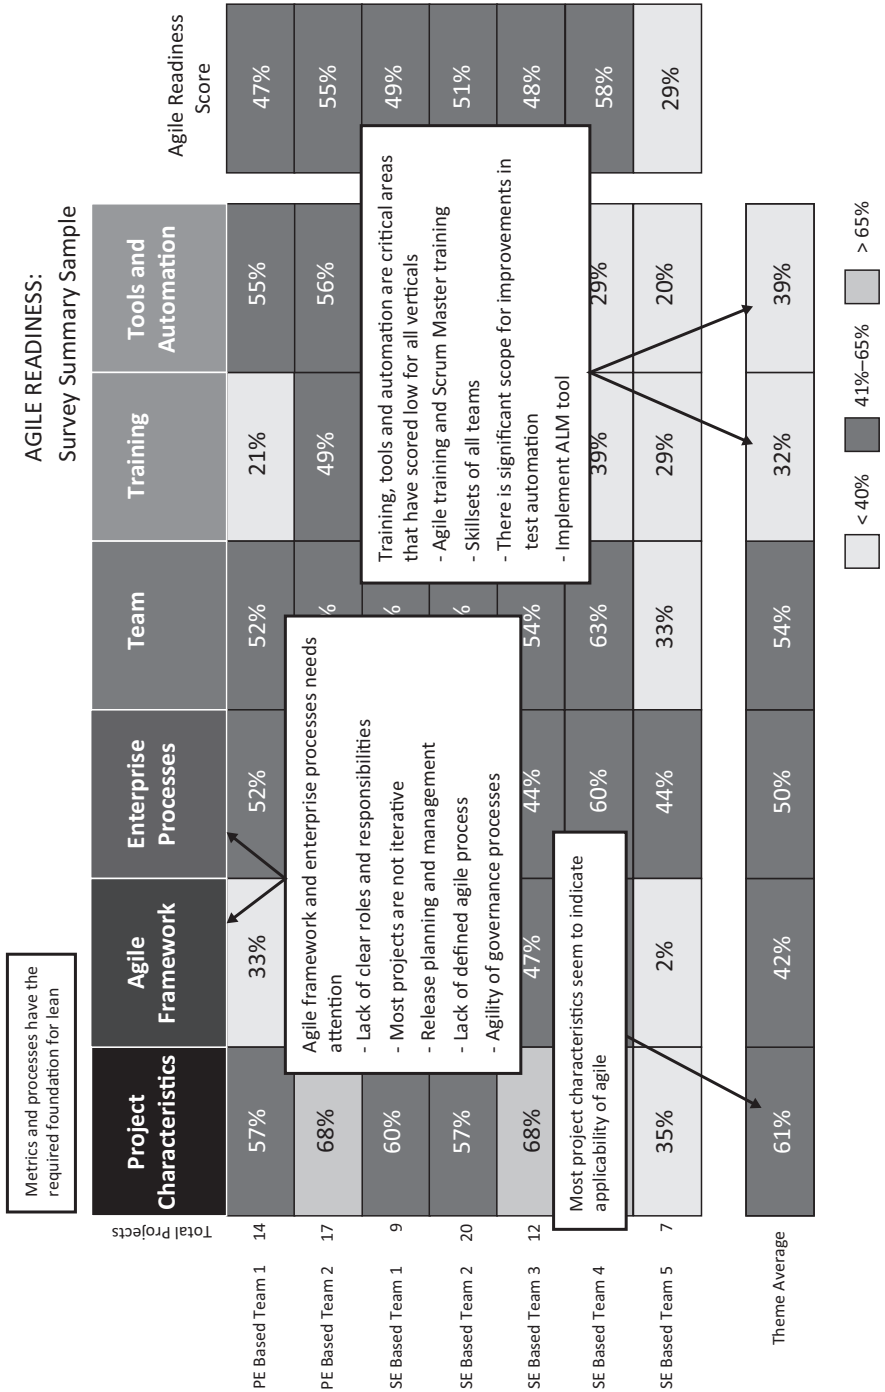 AGILE READINESS:
Survey Summary Sample
Metrics and processes have the
required foundation for lean
Total Projects
Project
Characteristics
Agile
Framework
Enterprise
Processes
Team
Training
Tools and
Automation
Agile Readiness
Score
PE Based Team 1 14 57% 33% 52% 52% 21% 55% 47%
PE Based Team 2 17 68% % 49% 56% 55%
SE Based Team 1 9 60% % 49%
SE Based Team 2 20 57% % 51%
SE Based Team 3 12 68% 47% 44% 54% 48%
SE Based Team 4 60% 63% 39% 29% 58%
SE Based Team 5 7 35% 2% 44% 33% 29% 20% 29%
Agile framework and enterprise processes needs
attention
- Lack of clear roles and responsibilities
- Most projects are not iterative
- Release planning and management
- Lack of defined agile process
- Agility of governance processes
Training, tools and automation are critical areas
that have scored low for all verticals
- Agile training and Scrum Master training
- Skillsets of all teams
- There is significant scope for improvements in
test automation
- Implement ALM tool
Most project characteristics seem to indicate
applicability of agile
Theme Average 61% 42% 50% 54% 32% 39%
< 40% 41%–65% > 65%